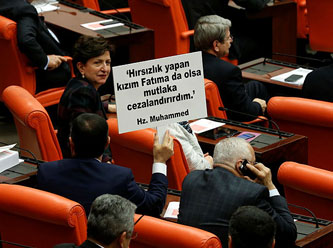 'Hırsızlık yapan
kızım Fatıma da olsa
mutlaka
cezalandırırdım.'
Hz. Muhammed